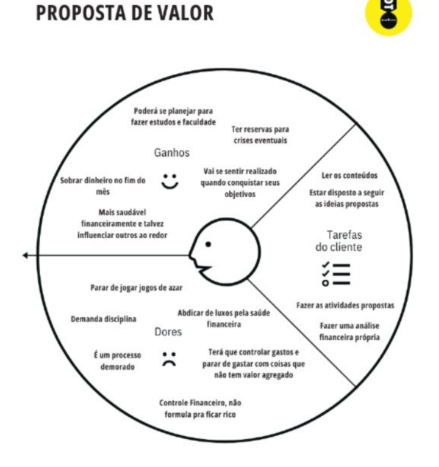 PROPOSTA DE VALOR
DT
Poderá se planejar para
fazer estudos e faculdade
Ter reservas para
crises eventuais
Ganhos
Sobrar dinheiro no fim do
mês
Vai se sentir realizado
quando conquistar seus
objetivos
Mais saudável
financeiramente e talvez
influenciar outros ao redor
Ler os conteúdos
Estar disposto a seguir
as ideias propostas
Tarefas
do cliente
Fazer as atividades propostas
Fazer uma análise
financeira própria
Parar de jogar jogos de azar
Demanda disciplina
Abdicar de luxos pela saúde
financeira
Dores
É um processo
demorado
Terá que controlar gastos e
parar de gastar com coisas que
não tem valor agregado
Controle Financeiro, não
formula pra ficar rico